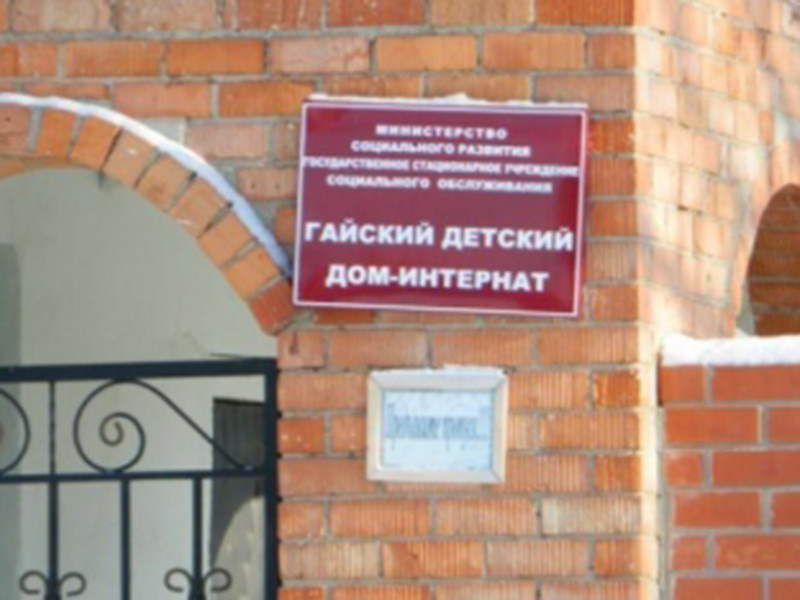 МИНИСТЕРСТВО
СОЦИАЛЬНОГО РАЗВИТИЯ
ГОСУДАРСТВЕННОЕ СТАЦИОНАРНОЕ УЧРЕЖДЕНИЕ
СОЦИАЛЬНОГО ОБСЛУЖИВАНИЯ
ГАЙСКИЙ ДЕТСКИЙ
ДОМ-ИНТЕРНАТ